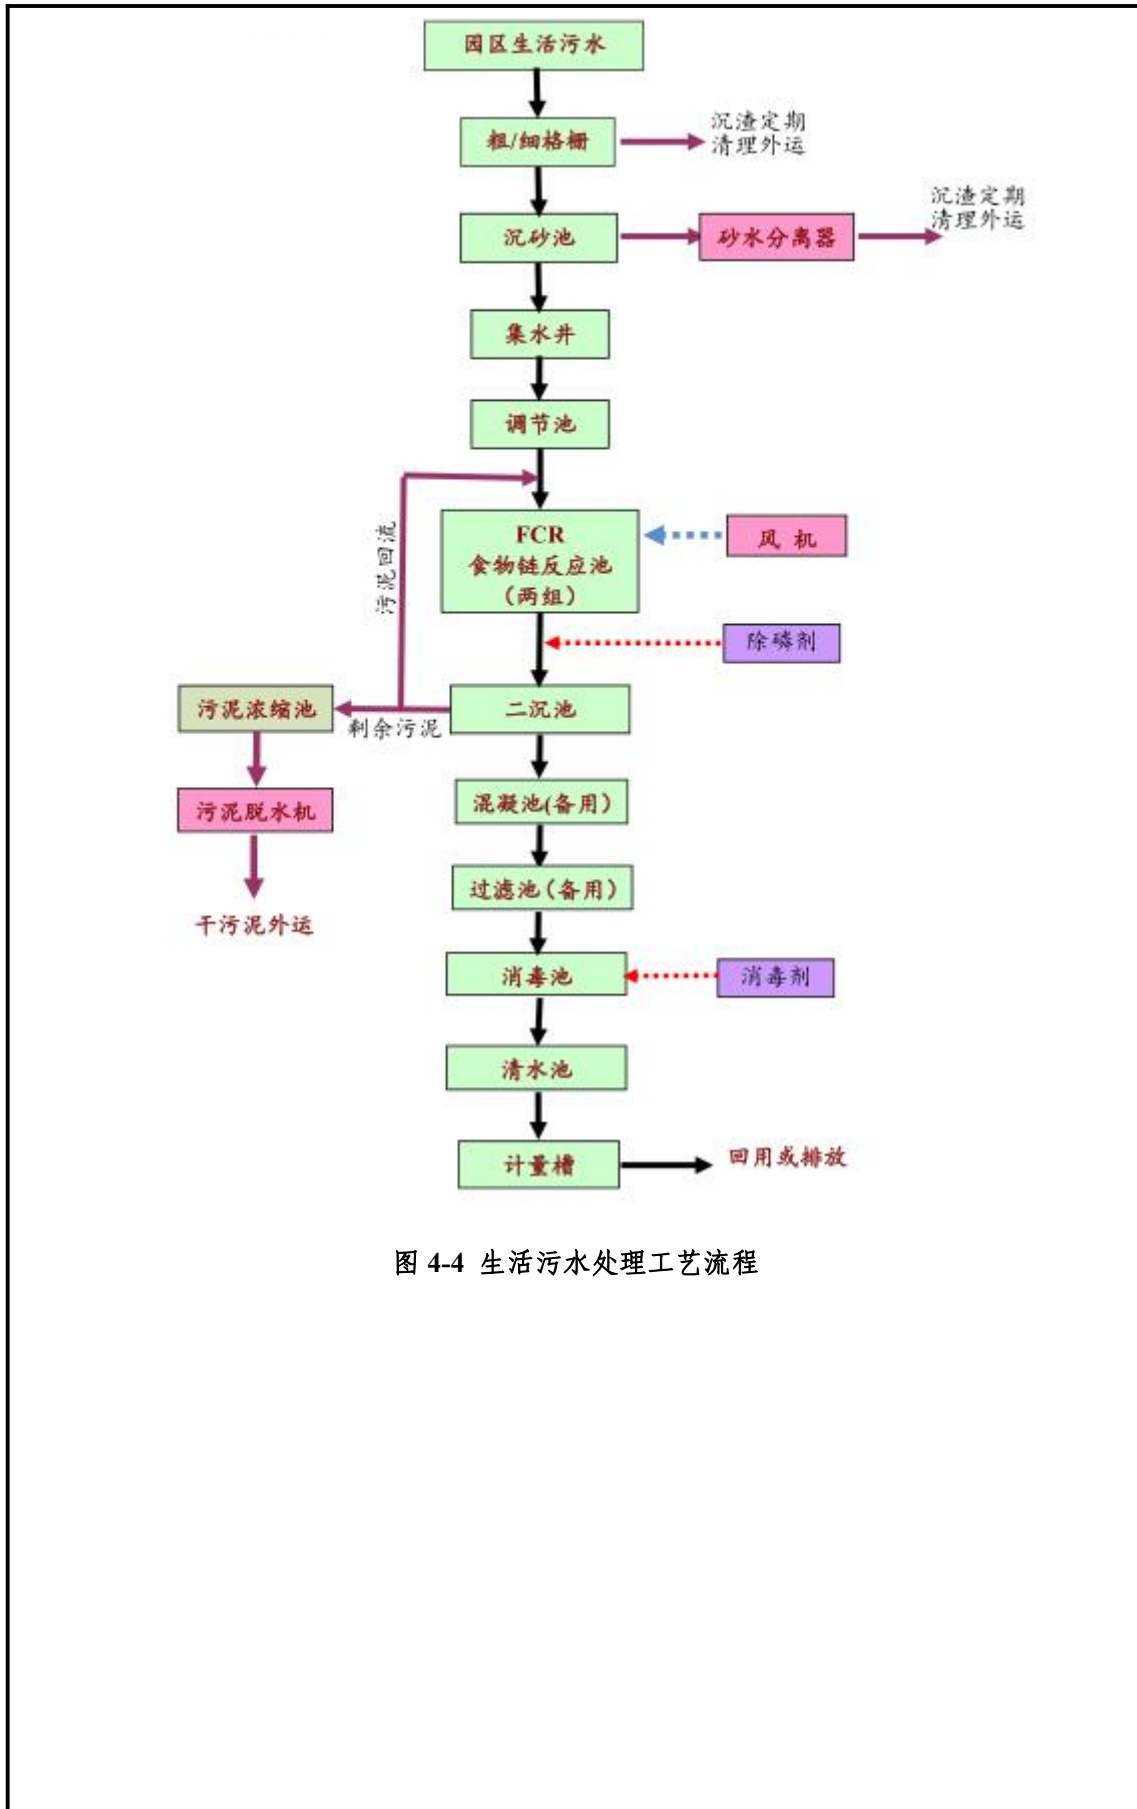 园区生活污水
粗/细格栅
沉渣定期
清理外运
沉砂池
砂水分离器
沉渣定期
清理外运
集水井
调节池
污泥回流
FCR
食物链反应池
（两组）
风 机
除磷剂
二沉池
剩余污泥
污泥浓缩池
污泥脱水机
干污泥外运
混凝池(备用）
过滤池（备用）
消毒池
消毒剂
清水池
计量槽
回用或排放
图 4-4 生活污水处理工艺流程